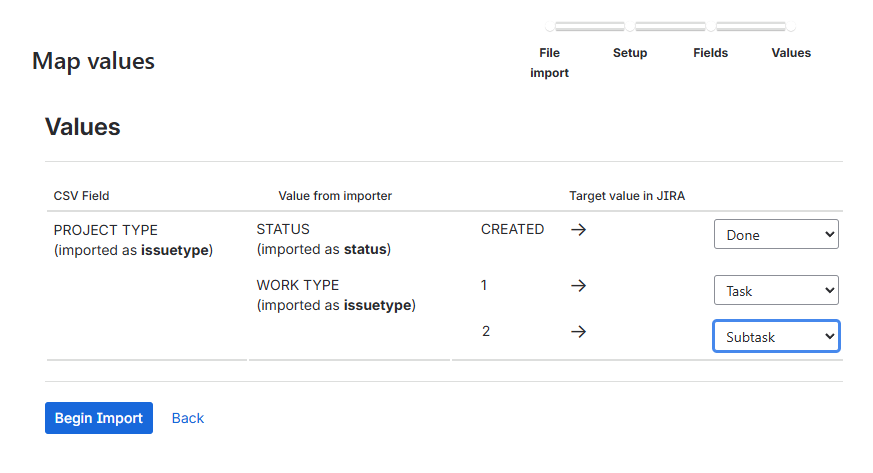 Map values
File import
Setup
Fields
Values
Values
CSV Field
Value from importer
Target value in JIRA
PROJECT TYPE
(imported as issuetype)
STATUS
(imported as status)
CREATED
→
Done
WORK TYPE
(imported as issuetype)
1
→
Task
2
→
Subtask
Begin Import
Back